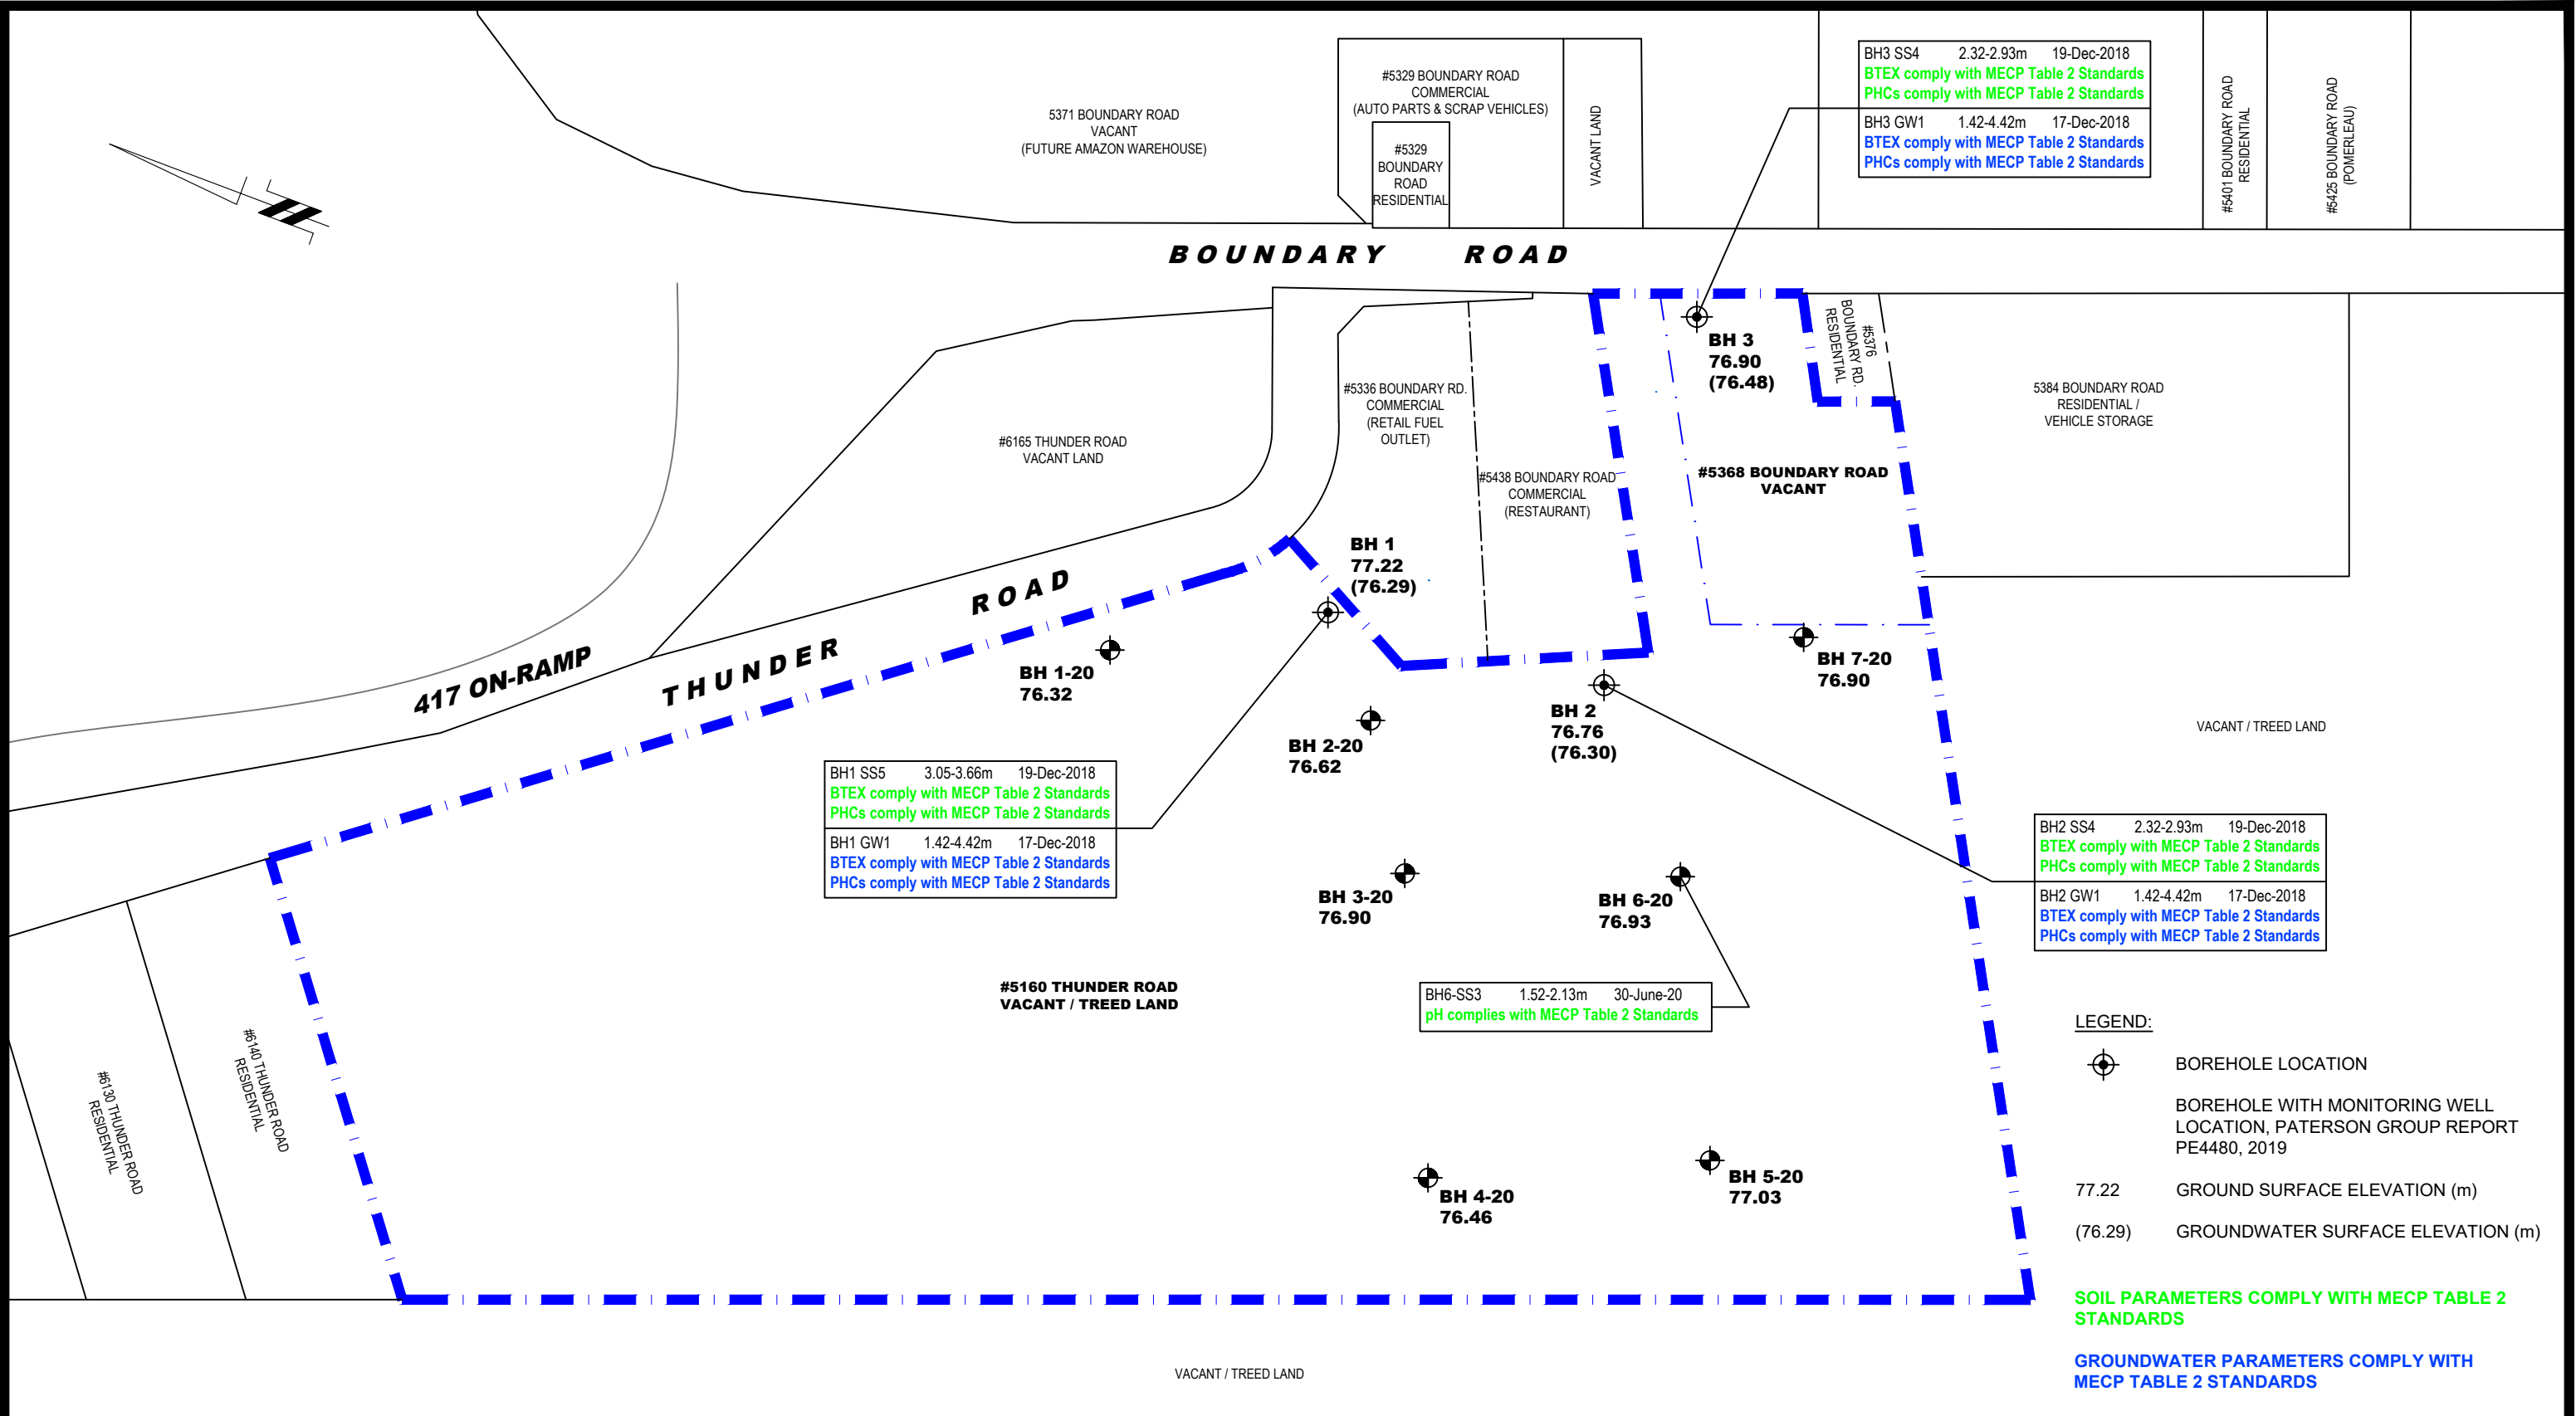 5371 BOUNDARY ROAD
VACANT
(FUTURE AMAZON WAREHOUSE)
#5329 BOUNDARY ROAD
COMMERCIAL
(AUTO PARTS & SCRAP VEHICLES)
#5329
BOUNDARY
ROAD
RESIDENTIAL
VACANT LAND
BH3 SS4 2.32-2.93m 19-Dec-2018
BTEX comply with MECP Table 2 Standards
PHCs comply with MECP Table 2 Standards
BH3 GW1 1.42-4.42m 17-Dec-2018
BTEX comply with MECP Table 2 Standards
PHCs comply with MECP Table 2 Standards
#5401 BOUNDARY ROAD
RESIDENTIAL
#5425 BOUNDARY ROAD
(POMERLEAU)
BOUNDARY ROAD
BH 3
76.90
(76.48)
#5376
BOUNDARY RD.
RESIDENTIAL
5384 BOUNDARY ROAD
RESIDENTIAL /
VEHICLE STORAGE
#5336 BOUNDARY RD.
COMMERCIAL
(RETAIL FUEL
OUTLET)
#6165 THUNDER ROAD
VACANT LAND
#5438 BOUNDARY ROAD
COMMERCIAL
(RESTAURANT)
#5368 BOUNDARY ROAD
VACANT
BH 1
77.22
(76.29)
417 ON-RAMP
THUNDER ROAD
BH 1-20
76.32
BH 7-20
76.90
BH 2
76.76
(76.30)
BH 2-20
76.62
VACANT / TREED LAND
BH1 SS5 3.05-3.66m 19-Dec-2018
BTEX comply with MECP Table 2 Standards
PHCs comply with MECP Table 2 Standards
BH1 GW1 1.42-4.42m 17-Dec-2018
BTEX comply with MECP Table 2 Standards
PHCs comply with MECP Table 2 Standards
BH2 SS4 2.32-2.93m 19-Dec-2018
BTEX comply with MECP Table 2 Standards
PHCs comply with MECP Table 2 Standards
BH2 GW1 1.42-4.42m 17-Dec-2018
BTEX comply with MECP Table 2 Standards
PHCs comply with MECP Table 2 Standards
BH 3-20
76.90
BH 6-20
76.93
#5160 THUNDER ROAD
VACANT / TREED LAND
BH6-SS3 1.52-2.13m 30-June-20
pH complies with MECP Table 2 Standards
#6140 THUNDER ROAD
RESIDENTIAL
#6130 THUNDER ROAD
RESIDENTIAL
BH 4-20
76.46
BH 5-20
77.03
LEGEND:
BOREHOLE LOCATION
BOREHOLE WITH MONITORING WELL
LOCATION, PATERSON GROUP REPORT
PE4480, 2019
77.22 GROUND SURFACE ELEVATION (m)
(76.29) GROUNDWATER SURFACE ELEVATION (m)
SOIL PARAMETERS COMPLY WITH MECP TABLE 2
STANDARDS
GROUNDWATER PARAMETERS COMPLY WITH
MECP TABLE 2 STANDARDS
VACANT / TREED LAND